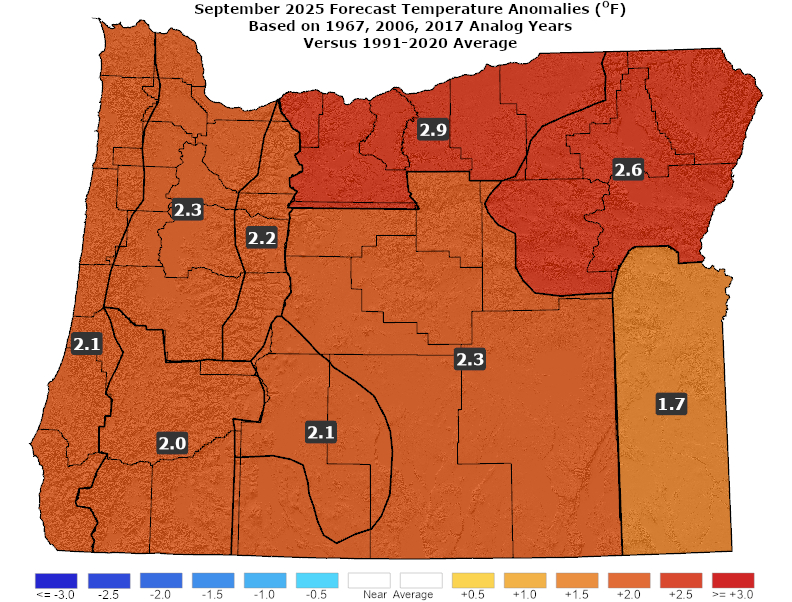 September 2025 Forecast Temperature Anomalies (°F)
Based on 1967, 2006, 2017 Analog Years
Versus 1991-2020 Average
2.9
2.6
2.3
2.2
2.1
2.3
1.7
2.1
2.0
<= -3.0 -2.5 -2.0 -1.5 -1.0 -0.5 Near Average +0.5 +1.0 +1.5 +2.0 +2.5 >= +3.0